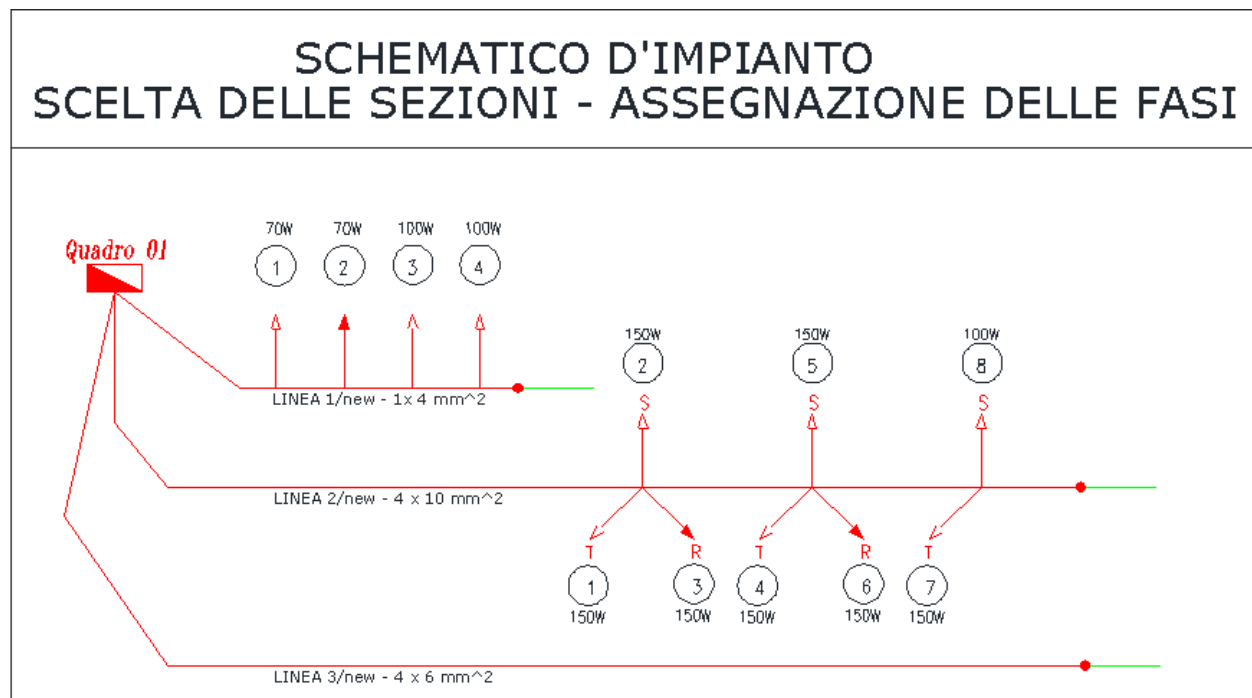 SCHEMATICO D'IMPIANTO
SCELTA DELLE SEZIONI - ASSEGNAZIONE DELLE FASI
Quadro 01
70W 70W 100W 100W
1 2 3 4
LINEA 1/new - 1x 4 mm^2
150W 150W 100W
2 5 8
S S S
LINEA 2/new - 4 x 10 mm^2
T R T R T
1 3 4 6 7
150W 150W 150W 150W 150W
LINEA 3/new - 4 x 6 mm^2